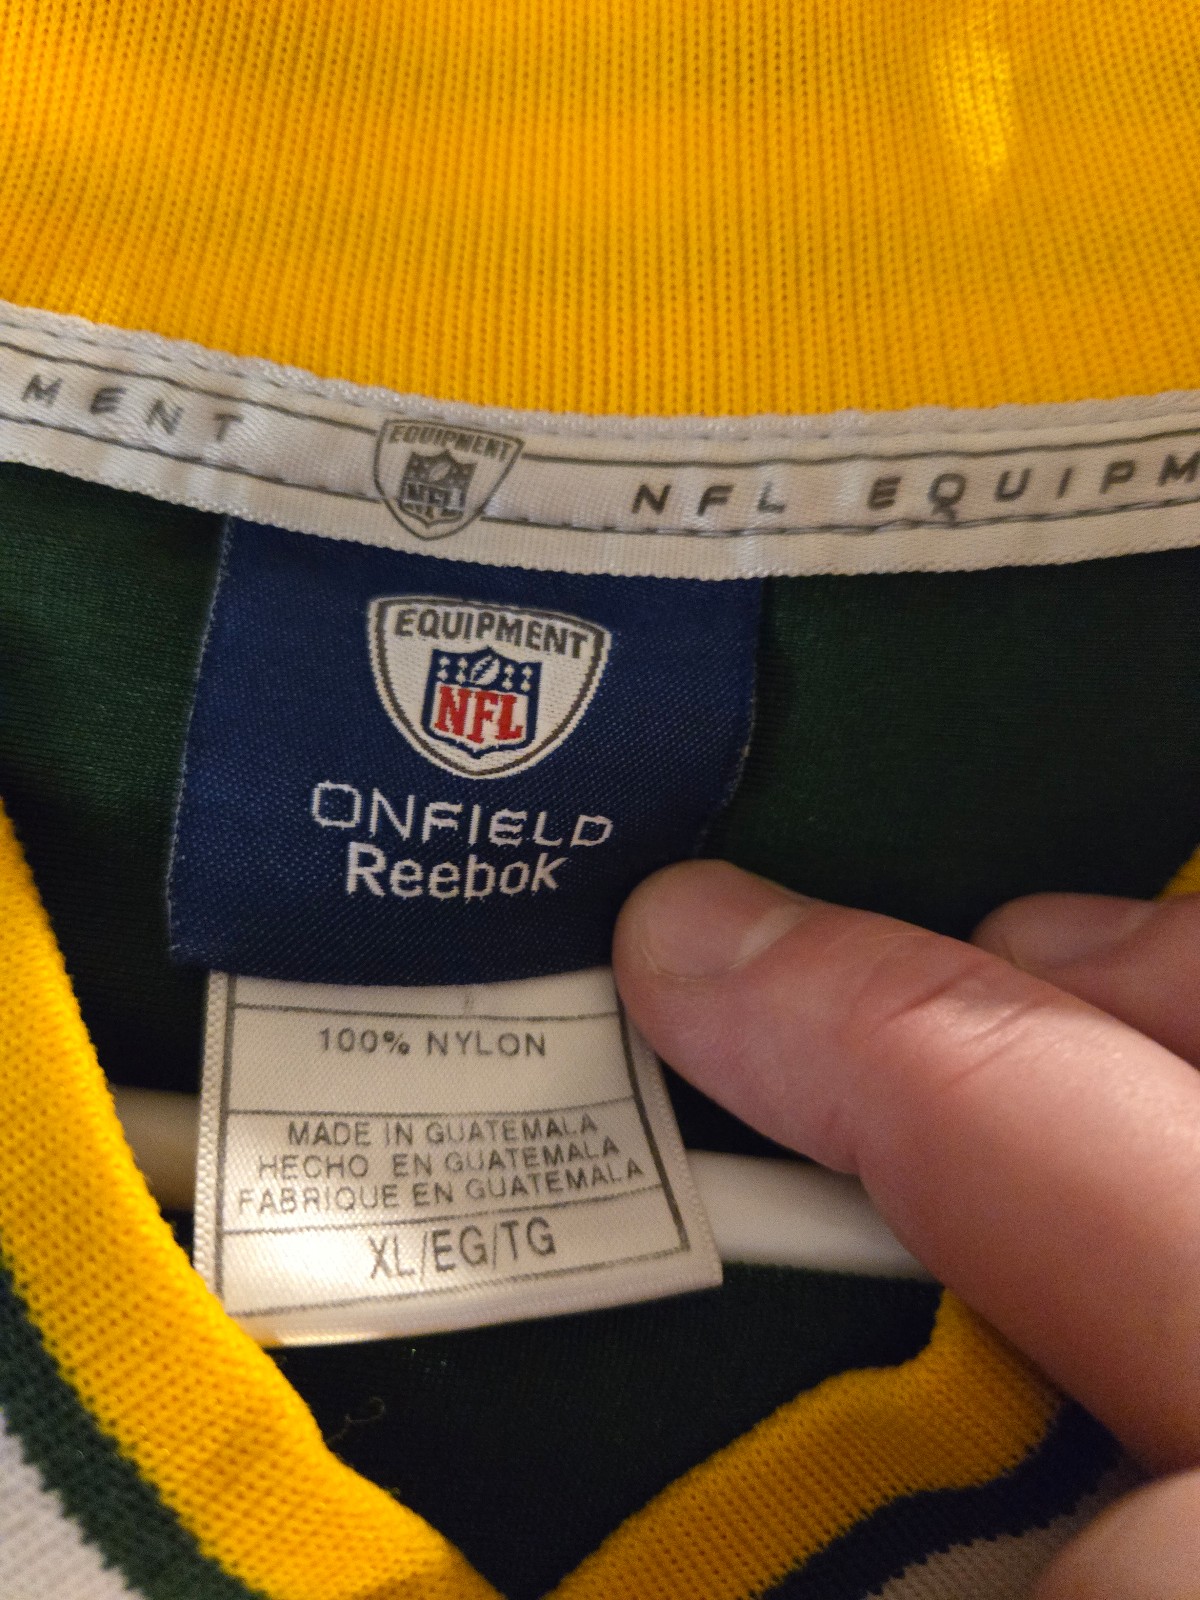 MENT
EQUIPMENT
NFL
NFL EQUIPM
EQUIPMENT
NFL
ONFIELD
Reebok
100% NYLON
MADE IN GUATEMALA
HECHO EN GUATEMALA
FABRIQUE EN GUATEMALA
XL/EG/TG